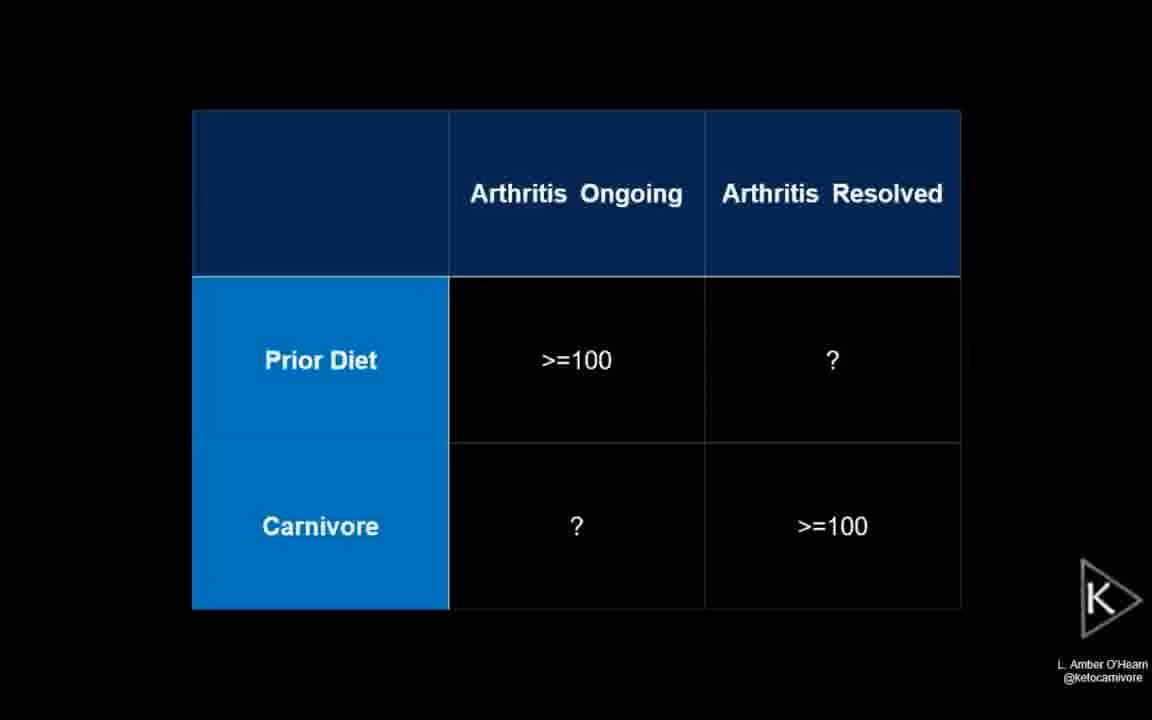 Arthritis Ongoing
Arthritis Resolved
Prior Diet
>=100
?
Carnivore
?
>=100
K
L. Amber O'Hearn
@ketocarnivore